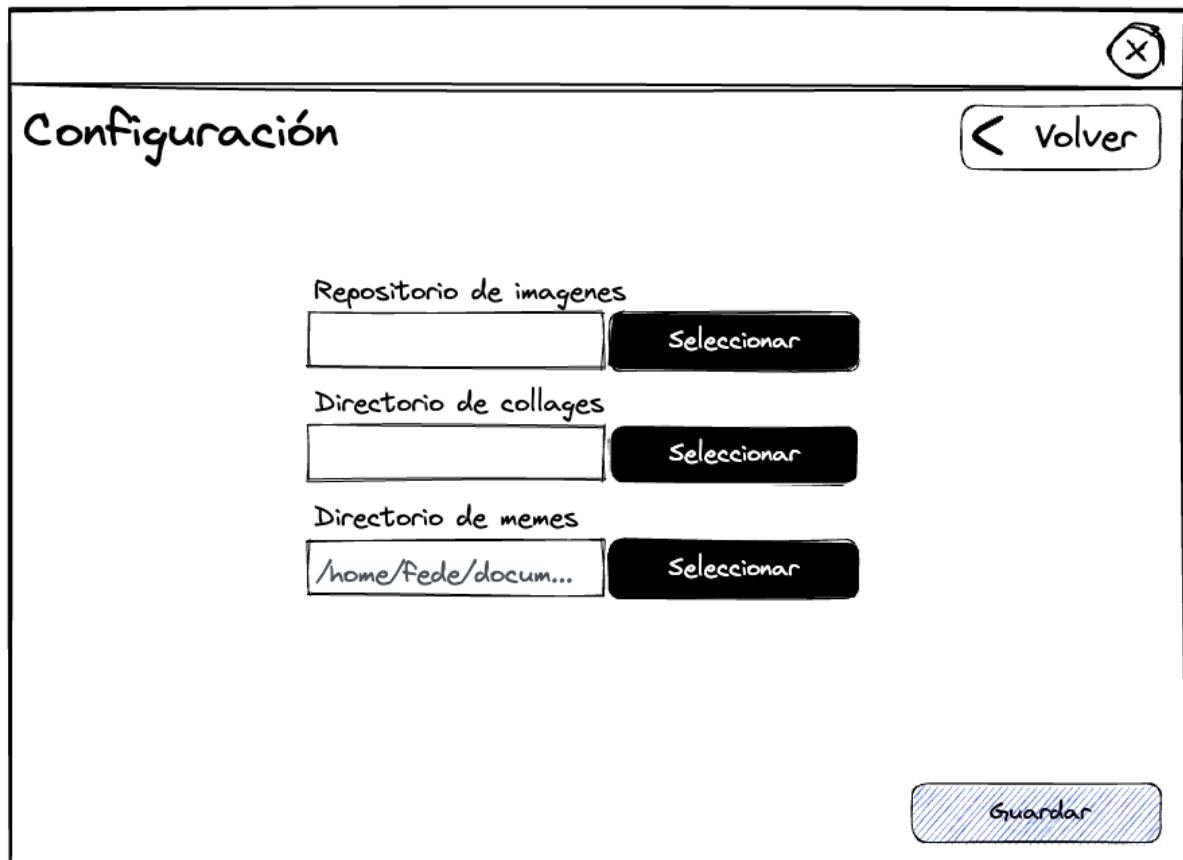 Configuración
< Volver
Repositorio de imagenes
Seleccionar
Directorio de collages
Seleccionar
Directorio de memes
/home/fede/docum... Seleccionar
Guardar